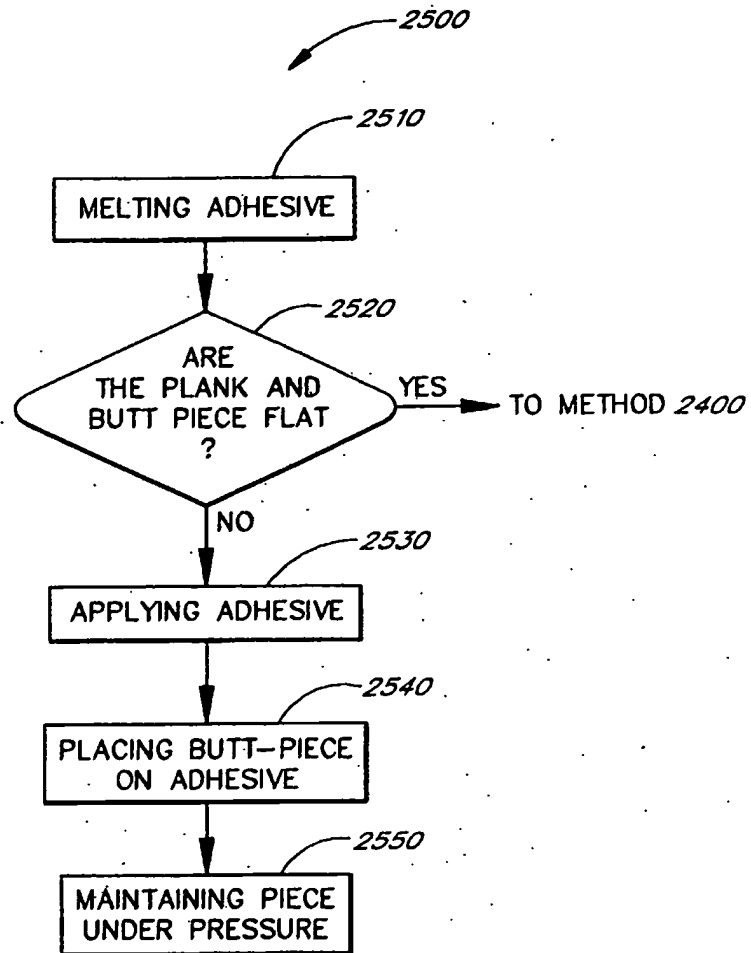 2500
2510
MELTING ADHESIVE
2520
ARE
THE PLANK AND
BUTT PIECE FLAT
?
YES
TO METHOD 2400
NO
2530
APPLYING ADHESIVE
2540
PLACING BUTT-PIECE
ON ADHESIVE
2550
MAINTAINING PIECE
UNDER PRESSURE